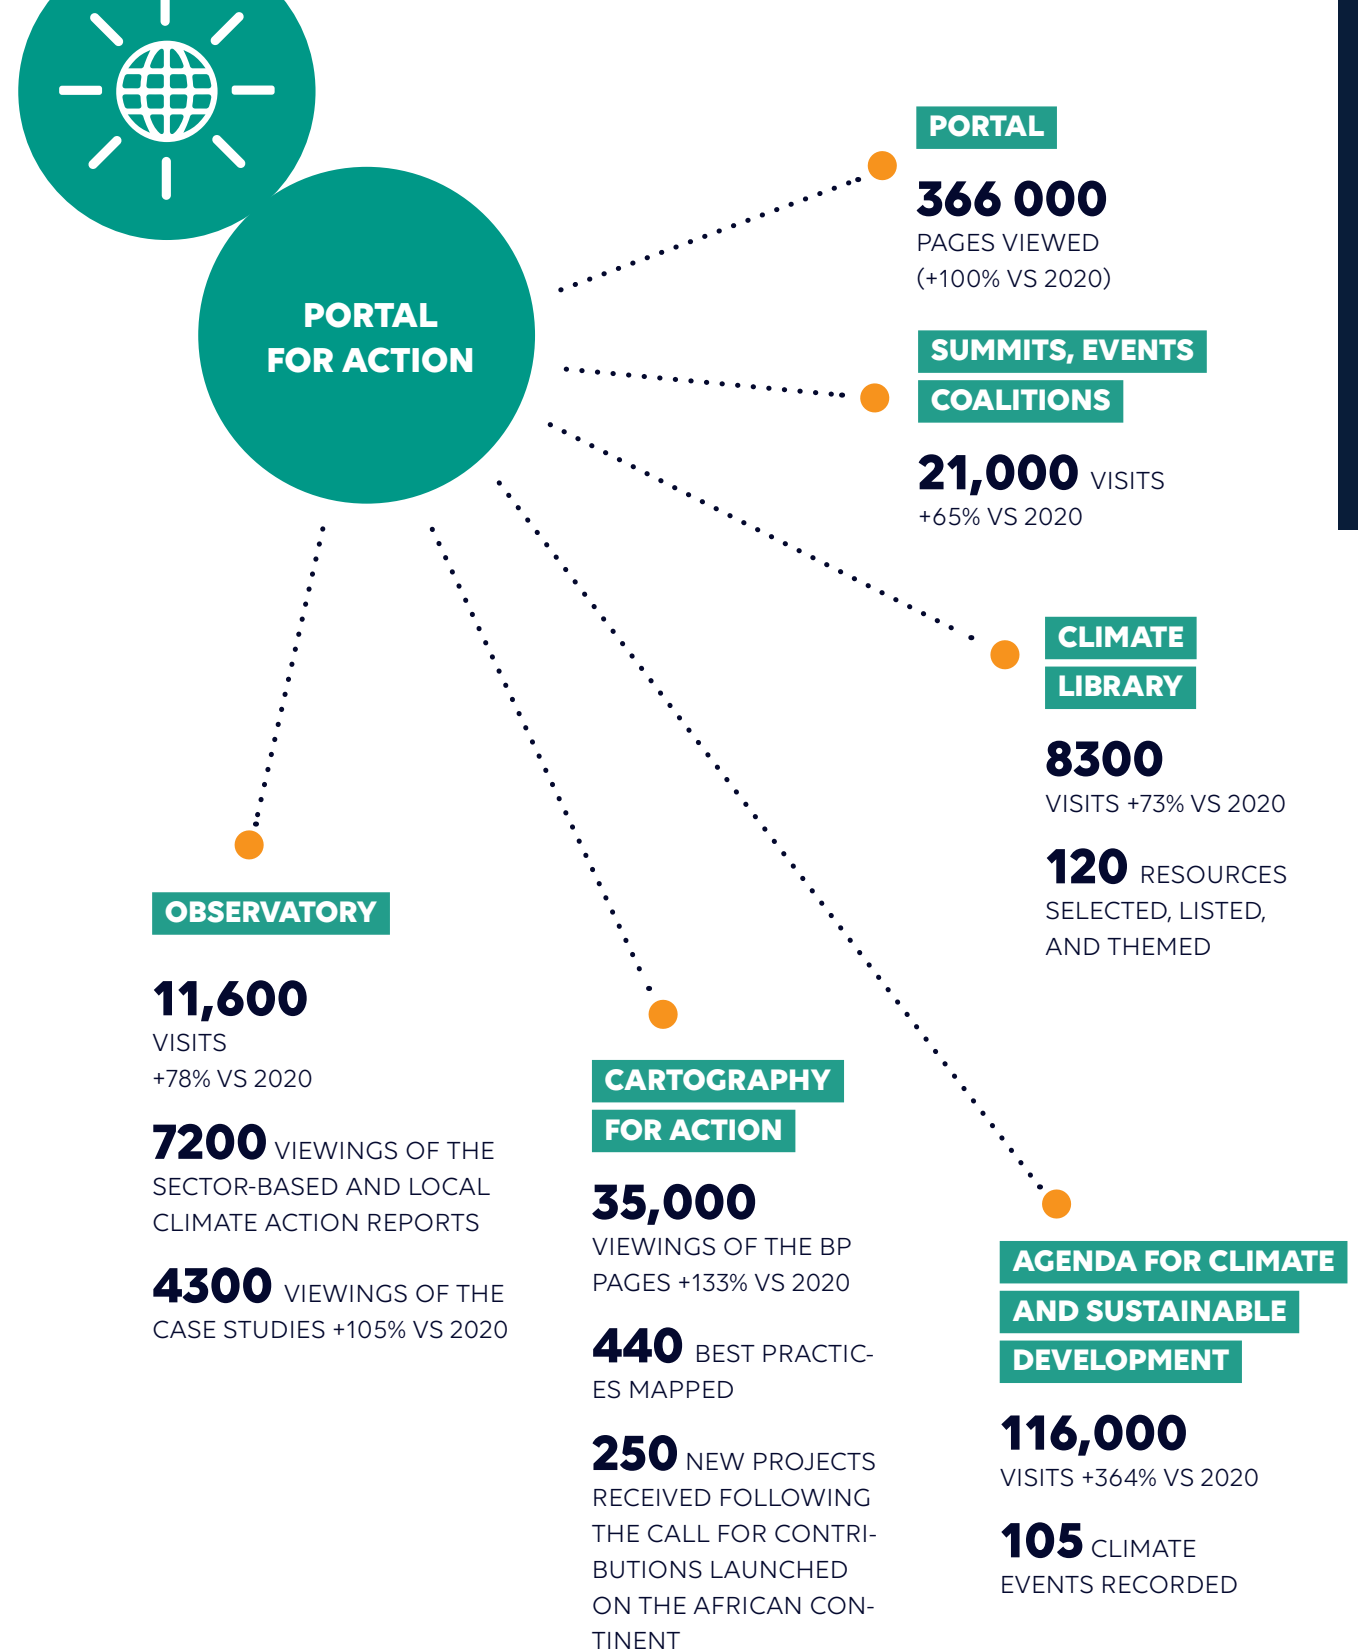 PORTAL
FOR ACTION
PORTAL
366 000
PAGES VIEWED
(+100% VS 2020)
SUMMITS, EVENTS
COALITIONS
21,000 VISITS
+65% VS 2020
CLIMATE
LIBRARY
8300
VISITS +73% VS 2020
120 RESOURCES
SELECTED, LISTED,
AND THEMED
OBSERVATORY
11,600
VISITS
+78% VS 2020
7200 VIEWINGS OF THE
SECTOR-BASED AND LOCAL
CLIMATE ACTION REPORTS
4300 VIEWINGS OF THE
CASE STUDIES +105% VS 2020
CARTOGRAPHY
FOR ACTION
35,000
VIEWINGS OF THE BP
PAGES +133% VS 2020
440 BEST PRACTIC-
ES MAPPED
250 NEW PROJECTS
RECEIVED FOLLOWING
THE CALL FOR CONTRI-
BUTIONS LAUNCHED
ON THE AFRICAN CON-
TINENT
AGENDA FOR CLIMATE
AND SUSTAINABLE
DEVELOPMENT
116,000
VISITS +364% VS 2020
105 CLIMATE
EVENTS RECORDED